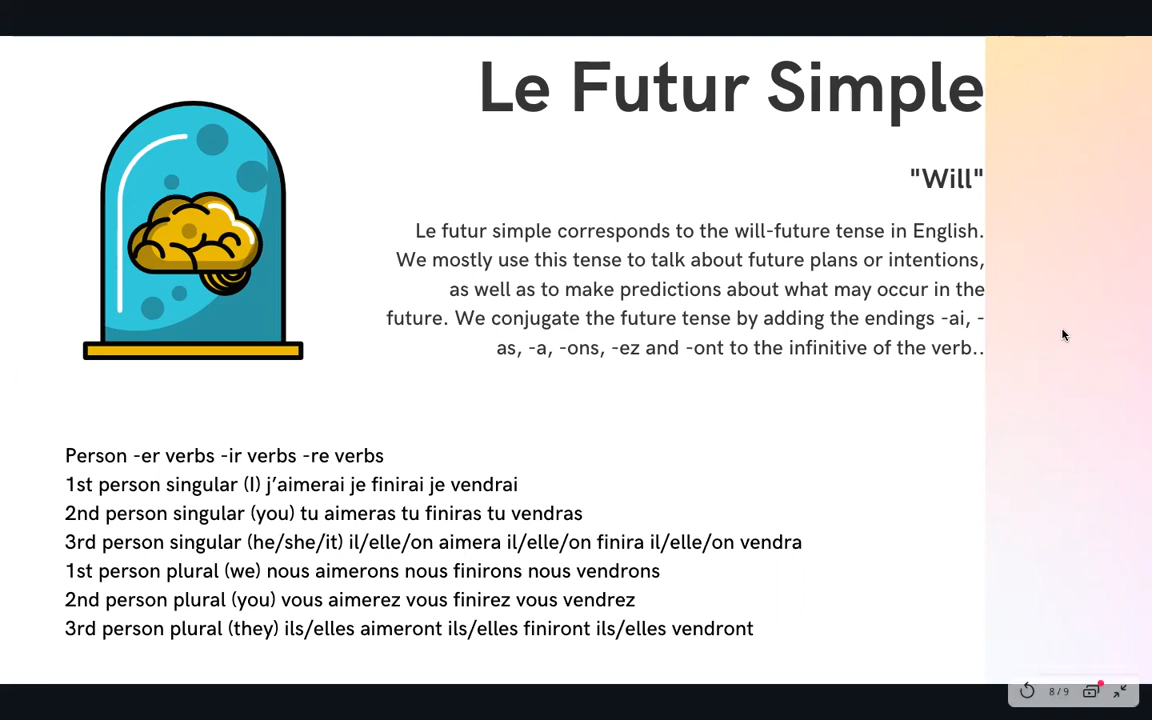 Le Futur Simple
"Will"
Le futur simple corresponds to the will-future tense in English.
We mostly use this tense to talk about future plans or intentions,
as well as to make predictions about what may occur in the
future. We conjugate the future tense by adding the endings -ai, -
as, -a, -ons, -ez and -ont to the infinitive of the verb..
Person -er verbs -ir verbs -re verbs
1st person singular (I) j’aimerai je finirai je vendrai
2nd person singular (you) tu aimeras tu finiras tu vendras
3rd person singular (he/she/it) il/elle/on aimera il/elle/on finira il/elle/on vendra
1st person plural (we) nous aimerons nous finirons nous vendrons
2nd person plural (you) vous aimerez vous finirez vous vendrez
3rd person plural (they) ils/elles aimeront ils/elles finiront ils/elles vendront
8/9